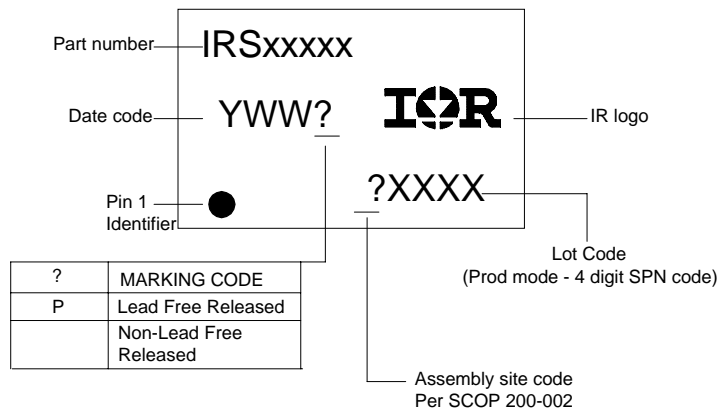 Part number
IRSxxxxx
Date code
YWW?
IOR
IR logo
Pin 1
Identifier
?XXXX
Lot Code
(Prod mode - 4 digit SPN code)
? MARKING CODE
P Lead Free Released
Non-Lead Free
Released
Assembly site code
Per SCOP 200-002